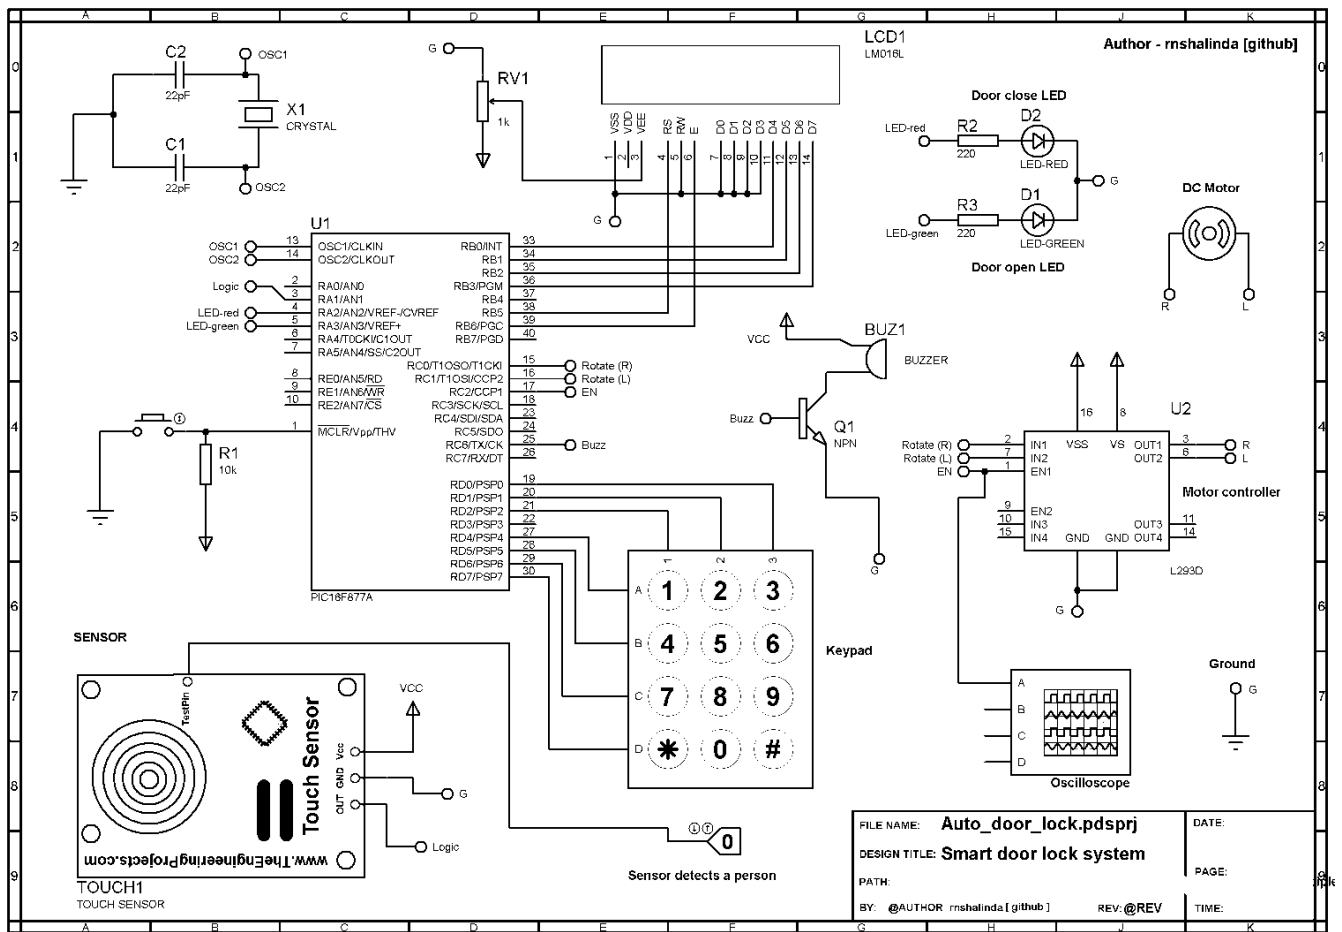 A B C D E F G H J K
0
1
2
3
4
5
6
7
8
9
C2
22pF
OSC1
X1
CRYSTAL
C1
22pF
OSC2
G
RV1
1k
LCD1
LM016L
VSS VDD VEE RS RW E D0 D1 D2 D3 D4 D5 D6 D7
1 2 3 4 5 6 7 8 9 10 11 12 13 14
G
Author - rnshalinda [github]
Door close LED
LED-red
R2
220
D2
LED-RED
G
R3
220
D1
LED-green
LED-GREEN
Door open LED
DC Motor
R L
U1
OSC1 13 OSC1/CLKIN
OSC2 14 OSC2/CLKOUT
Logic 2 RA0/AN0
3 RA1/AN1
LED-red 4 RA2/AN2/VREF-/CVREF
LED-green 5 RA3/AN3/VREF+
6 RA4/T0CKI/C1OUT
7 RA5/AN4/SS/C2OUT
8 RE0/AN5/RD
9 RE1/AN6/WR
10 RE2/AN7/CS
1 MCLR/Vpp/THV
RB0/INT 33
RB1 34
RB2 35
RB3/PGM 36
RB4 37
RB5 38
RB6/PGC 39
RB7/PGD 40
RC0/T1OSO/T1CKI 15 Rotate (R)
RC1/T1OSI/CCP2 16 Rotate (L)
RC2/CCP1 17 EN
RC3/SCK/SCL 18
RC4/SDI/SDA 23
RC5/SDO 24
RC6/TX/CK 25 Buzz
RC7/RX/DT 26
RD0/PSP0 19
RD1/PSP1 20
RD2/PSP2 21
RD3/PSP3 22
RD4/PSP4 27
RD5/PSP5 28
RD6/PSP6 29
RD7/PSP7 30
PIC16F877A
R1
10k
VCC
BUZ1
BUZZER
Buzz
Q1
NPN
G
U2
16 8
Rotate (R) 2 IN1 VSS VS OUT1 3 R
Rotate (L) 7 IN2 OUT2 6 L
EN 1 EN1
Motor controller
9 EN2
10 IN3 OUT3 11
15 IN4 GND GND OUT4 14
L293D
G
1 2 3
A 1 2 3
B 4 5 6
C 7 8 9
D * 0 #
Keypad
A
B
C
D
Oscilloscope
Ground
G
SENSOR
TestPin
Touch Sensor
OUT GND Vcc
www.TheEngineeringProjects.com
VCC
G
Logic
TOUCH1
TOUCH SENSOR
0
Sensor detects a person
FILE NAME: Auto_door_lock.pdsprj
DESIGN TITLE: Smart door lock system
PATH:
BY: @AUTHOR rnshalinda [ github ] REV: @REV
DATE:
PAGE:
TIME:
A B C D E F G H J K